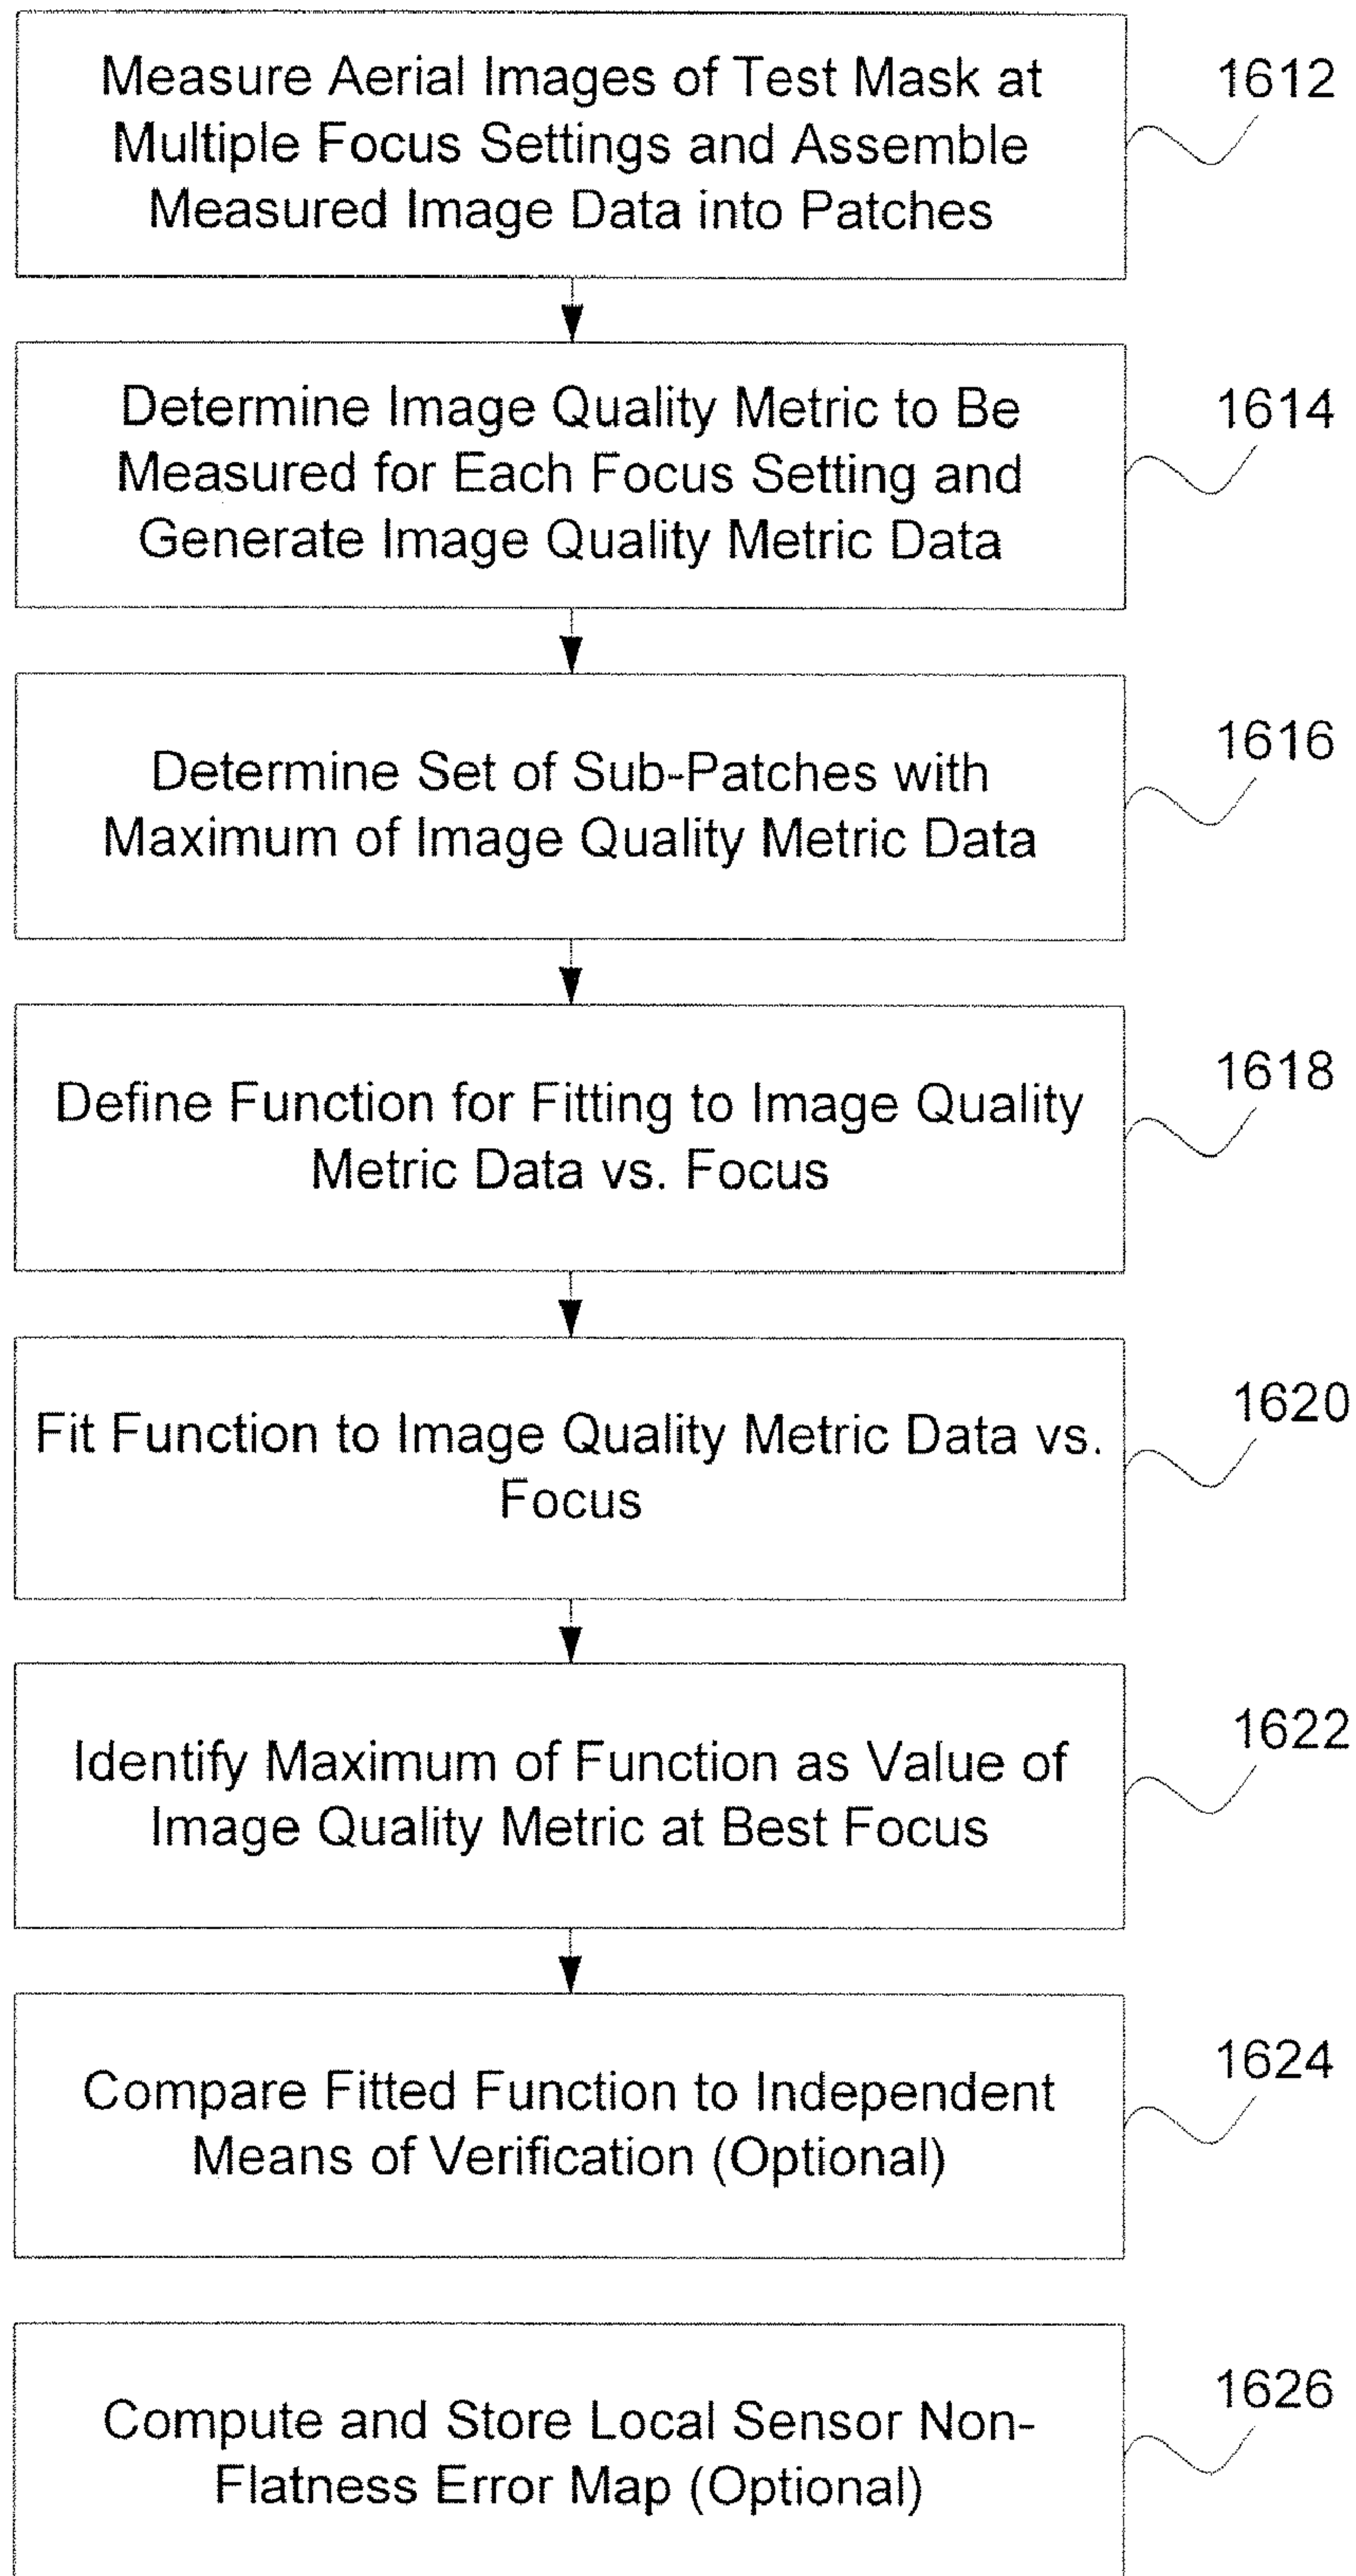 Measure Aerial Images of Test Mask at
Multiple Focus Settings and Assemble
Measured Image Data into Patches
1612
Determine Image Quality Metric to Be
Measured for Each Focus Setting and
Generate Image Quality Metric Data
1614
Determine Set of Sub-Patches with
Maximum of Image Quality Metric Data
1616
Define Function for Fitting to Image Quality
Metric Data vs. Focus
1618
Fit Function to Image Quality Metric Data vs.
Focus
1620
Identify Maximum of Function as Value of
Image Quality Metric at Best Focus
1622
Compare Fitted Function to Independent
Means of Verification (Optional)
1624
Compute and Store Local Sensor Non-
Flatness Error Map (Optional)
1626